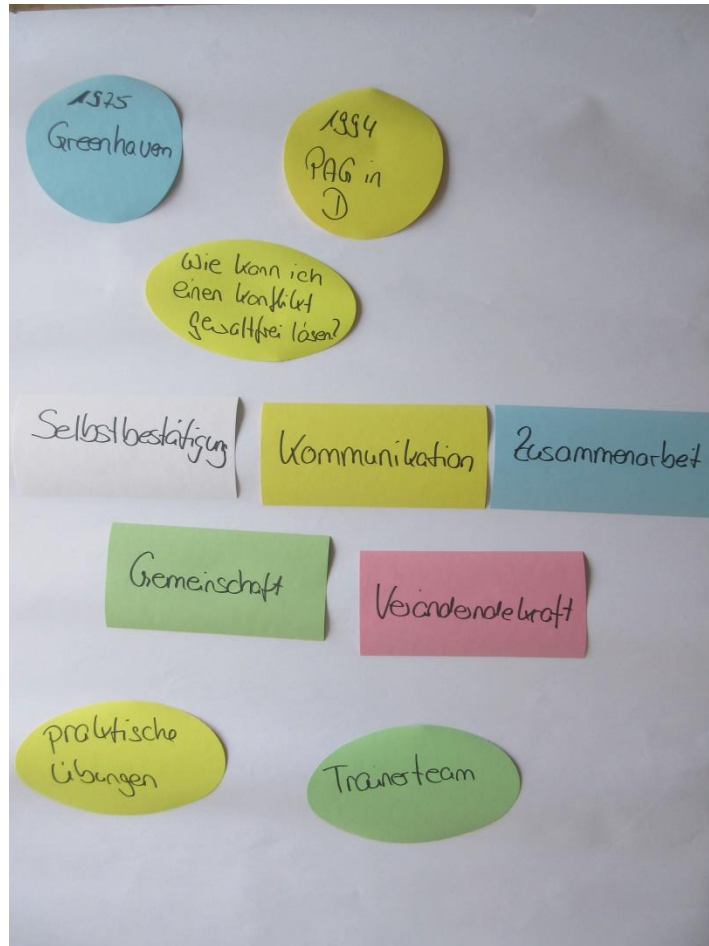 1975
Greenhaven
1994
PAG in
D
Wie kann ich
einen Konflikt
gewaltfrei lösen?
Selbstbestätigung
Kommunikation
Zusammenarbeit
Gemeinschaft
Verändernde kraft
praktische
Übungen
Trainerteam